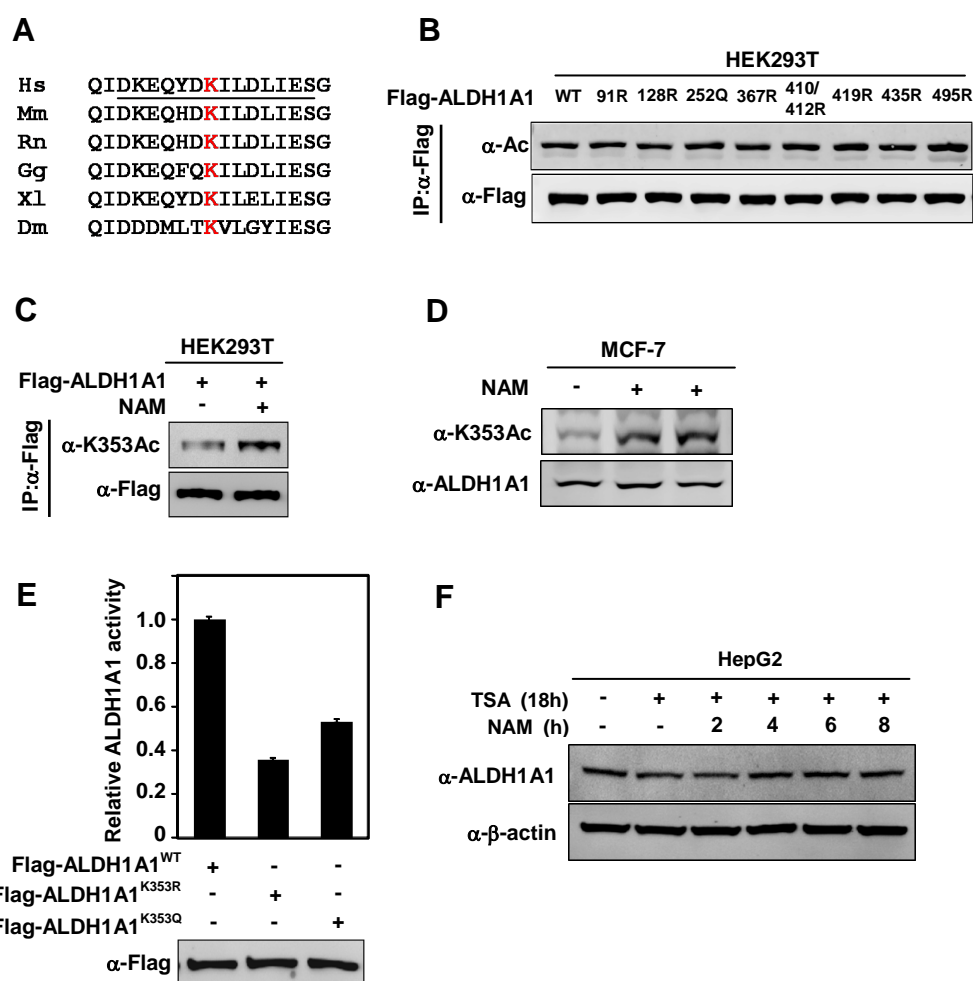 A
Hs QIDKEQYDKILDLIESG
Mm QIDKEQHDKILDLIESG
Rn QIDKEQHDKILDLIESG
Gg QIDKEQFQKILDLIESG
Xl QIDKEQYDKILELIESG
Dm QIDDDMLTKVLGYIESG
B
HEK293T
Flag-ALDH1A1 WT 91R 128R 252Q 367R 410/412R 419R 435R 495R
IP:α-Flag
α-Ac
α-Flag
C
HEK293T
Flag-ALDH1A1 + +
NAM - +
IP:α-Flag
α-K353Ac
α-Flag
D
MCF-7
NAM - + +
α-K353Ac
α-ALDH1A1
E
Relative ALDH1A1 activity
1.0
0.8
0.6
0.4
0.2
0
Flag-ALDH1A1WT + - -
Flag-ALDH1A1K353R - + -
Flag-ALDH1A1K353Q - - +
α-Flag
F
HepG2
TSA (18h) - + + + + +
NAM (h) - - 2 4 6 8
α-ALDH1A1
α-β-actin